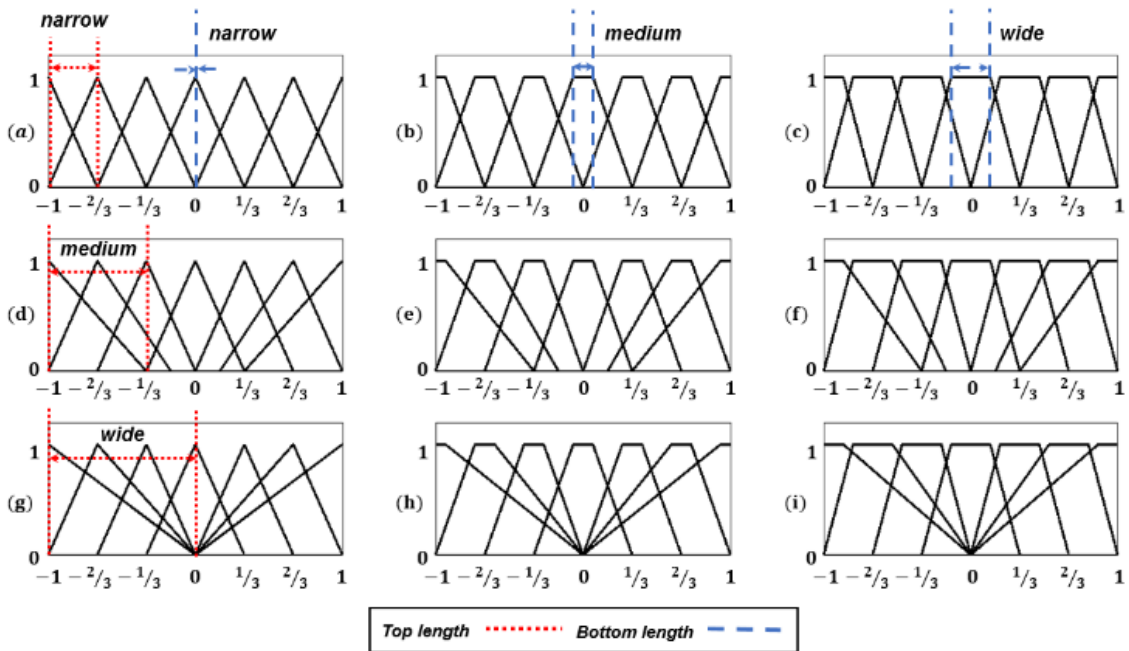 narrow narrow medium wide
1 1 1
(a) (b) (c)
0 0 0
−1 −2/3 −1/3 0 1/3 2/3 1 −1 −2/3 −1/3 0 1/3 2/3 1 −1 −2/3 −1/3 0 1/3 2/3 1
medium
1 1 1
(d) (e) (f)
0 0 0
−1 −2/3 −1/3 0 1/3 2/3 1 −1 −2/3 −1/3 0 1/3 2/3 1 −1 −2/3 −1/3 0 1/3 2/3 1
wide
1 1 1
(g) (h) (i)
0 0 0
−1 −2/3 −1/3 0 1/3 2/3 1 −1 −2/3 −1/3 0 1/3 2/3 1 −1 −2/3 −1/3 0 1/3 2/3 1
Top length Bottom length